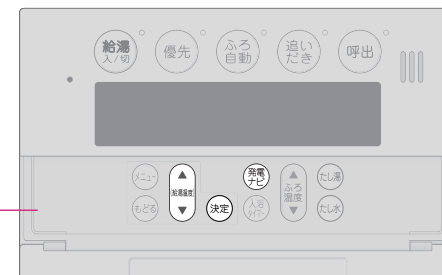 給湯
入/切
優先
ふろ
自動
追い
だき
呼出
メニュー
もどる
給湯温度
決定
発電
ナビ
入浴
タイマー
ふろ
温度
たし湯
たし水